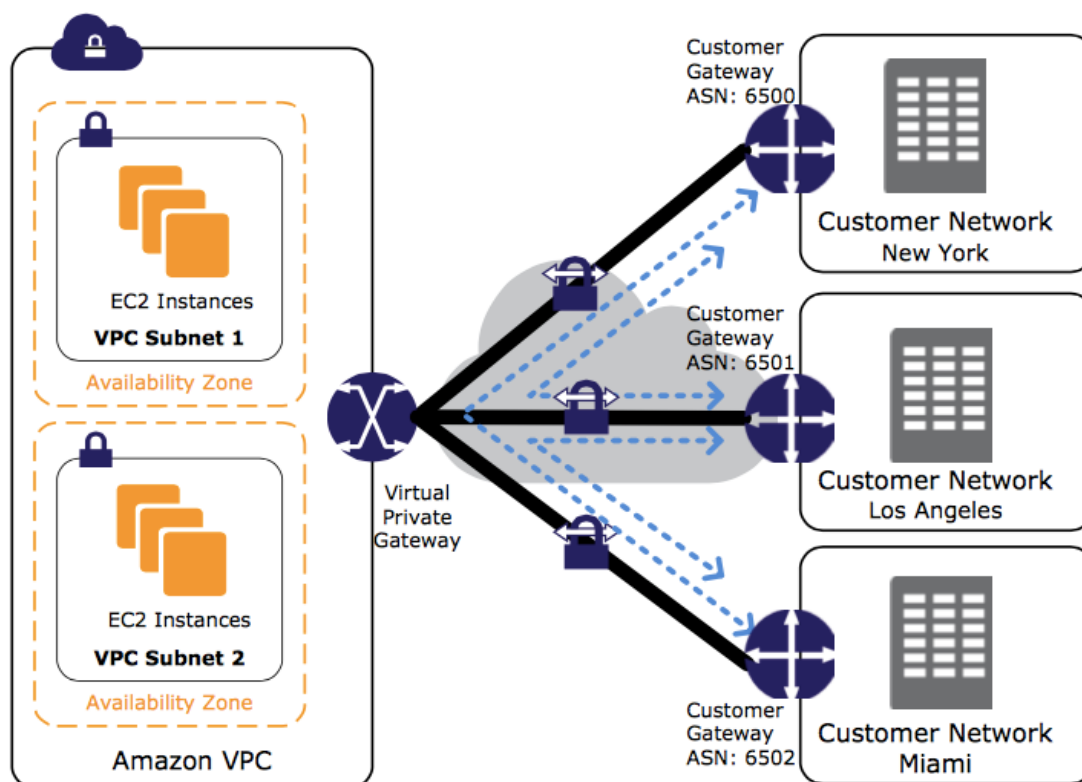 EC2 Instances
VPC Subnet 1
Availability Zone
EC2 Instances
VPC Subnet 2
Availability Zone
Amazon VPC
Virtual
Private
Gateway
Customer
Gateway
ASN: 6500
Customer Network
New York
Customer
Gateway
ASN: 6501
Customer Network
Los Angeles
Customer
Gateway
ASN: 6502
Customer Network
Miami